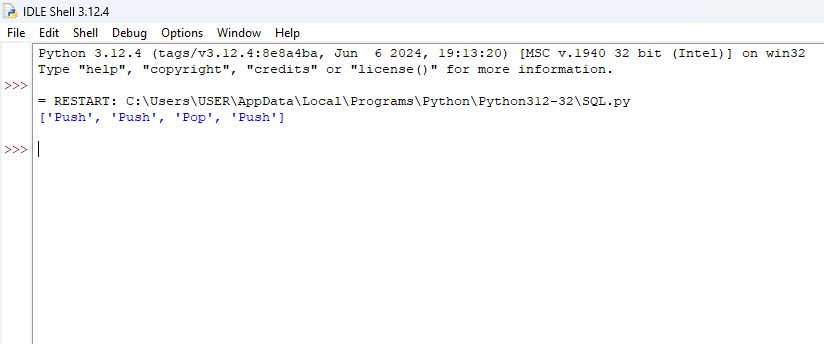 IDLE Shell 3.12.4
File Edit Shell Debug Options Window Help
Python 3.12.4 (tags/v3.12.4:8e8a4ba, Jun  6 2024, 19:13:20) [MSC v.1940 32 bit (Intel)] on win32
Type "help", "copyright", "credits" or "license()" for more information.
>>>
= RESTART: C:\Users\USER\AppData\Local\Programs\Python\Python312-32\SQL.py
['Push', 'Push', 'Pop', 'Push']
>>>